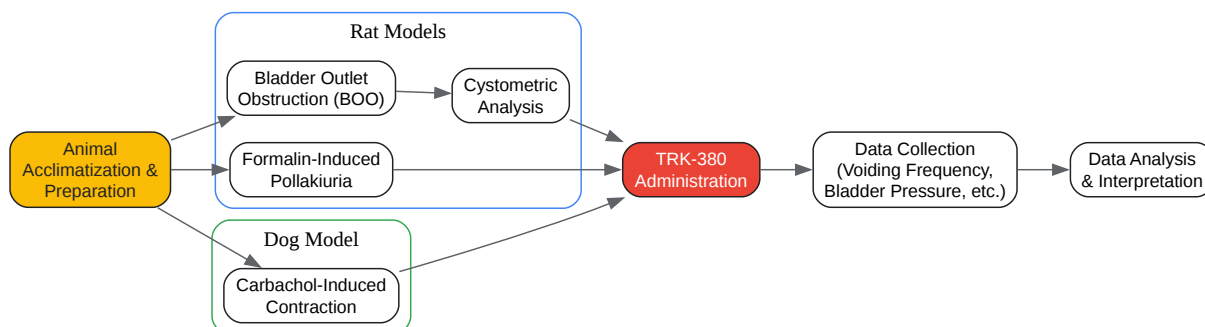 Rat Models
Bladder Outlet
Obstruction (BOO)
Cystometric
Analysis
Animal
Acclimatization &
Preparation
Formalin-Induced
Pollakiuria
TRK-380
Administration
Data Collection
(Voiding Frequency,
Bladder Pressure, etc.)
Data Analysis
& Interpretation
Dog Model
Carbachol-Induced
Contraction